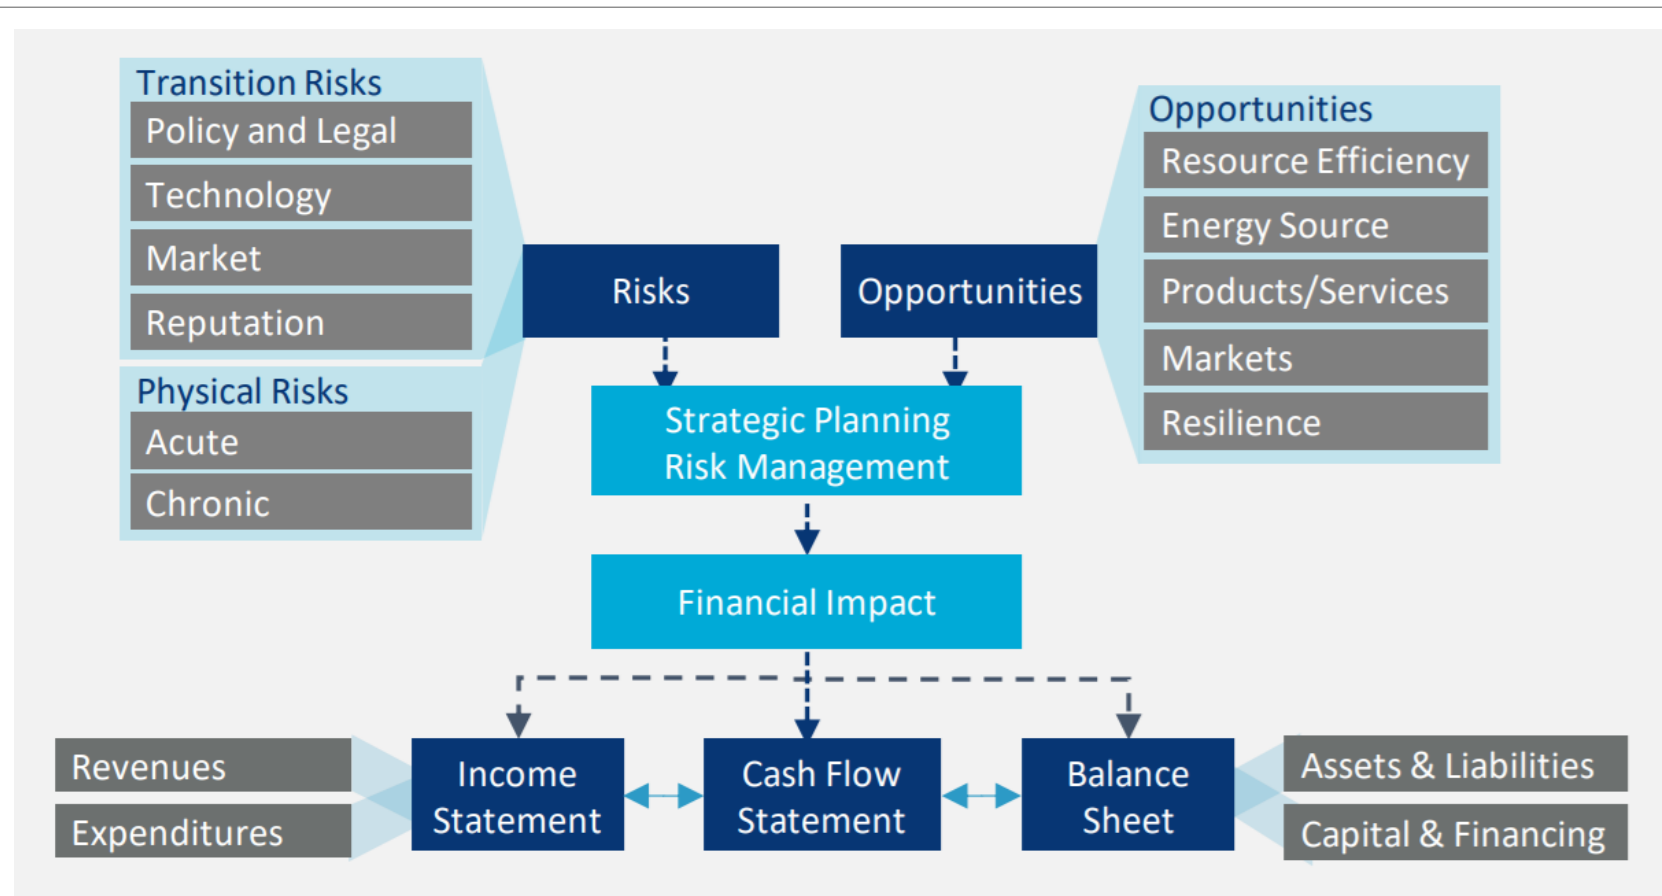 Transition Risks
Policy and Legal
Technology
Market
Reputation
Physical Risks
Acute
Chronic
Risks
Opportunities
Opportunities
Resource Efficiency
Energy Source
Products/Services
Markets
Resilience
Strategic Planning
Risk Management
Financial Impact
Revenues
Expenditures
Income
Statement
Cash Flow
Statement
Balance
Sheet
Assets & Liabilities
Capital & Financing